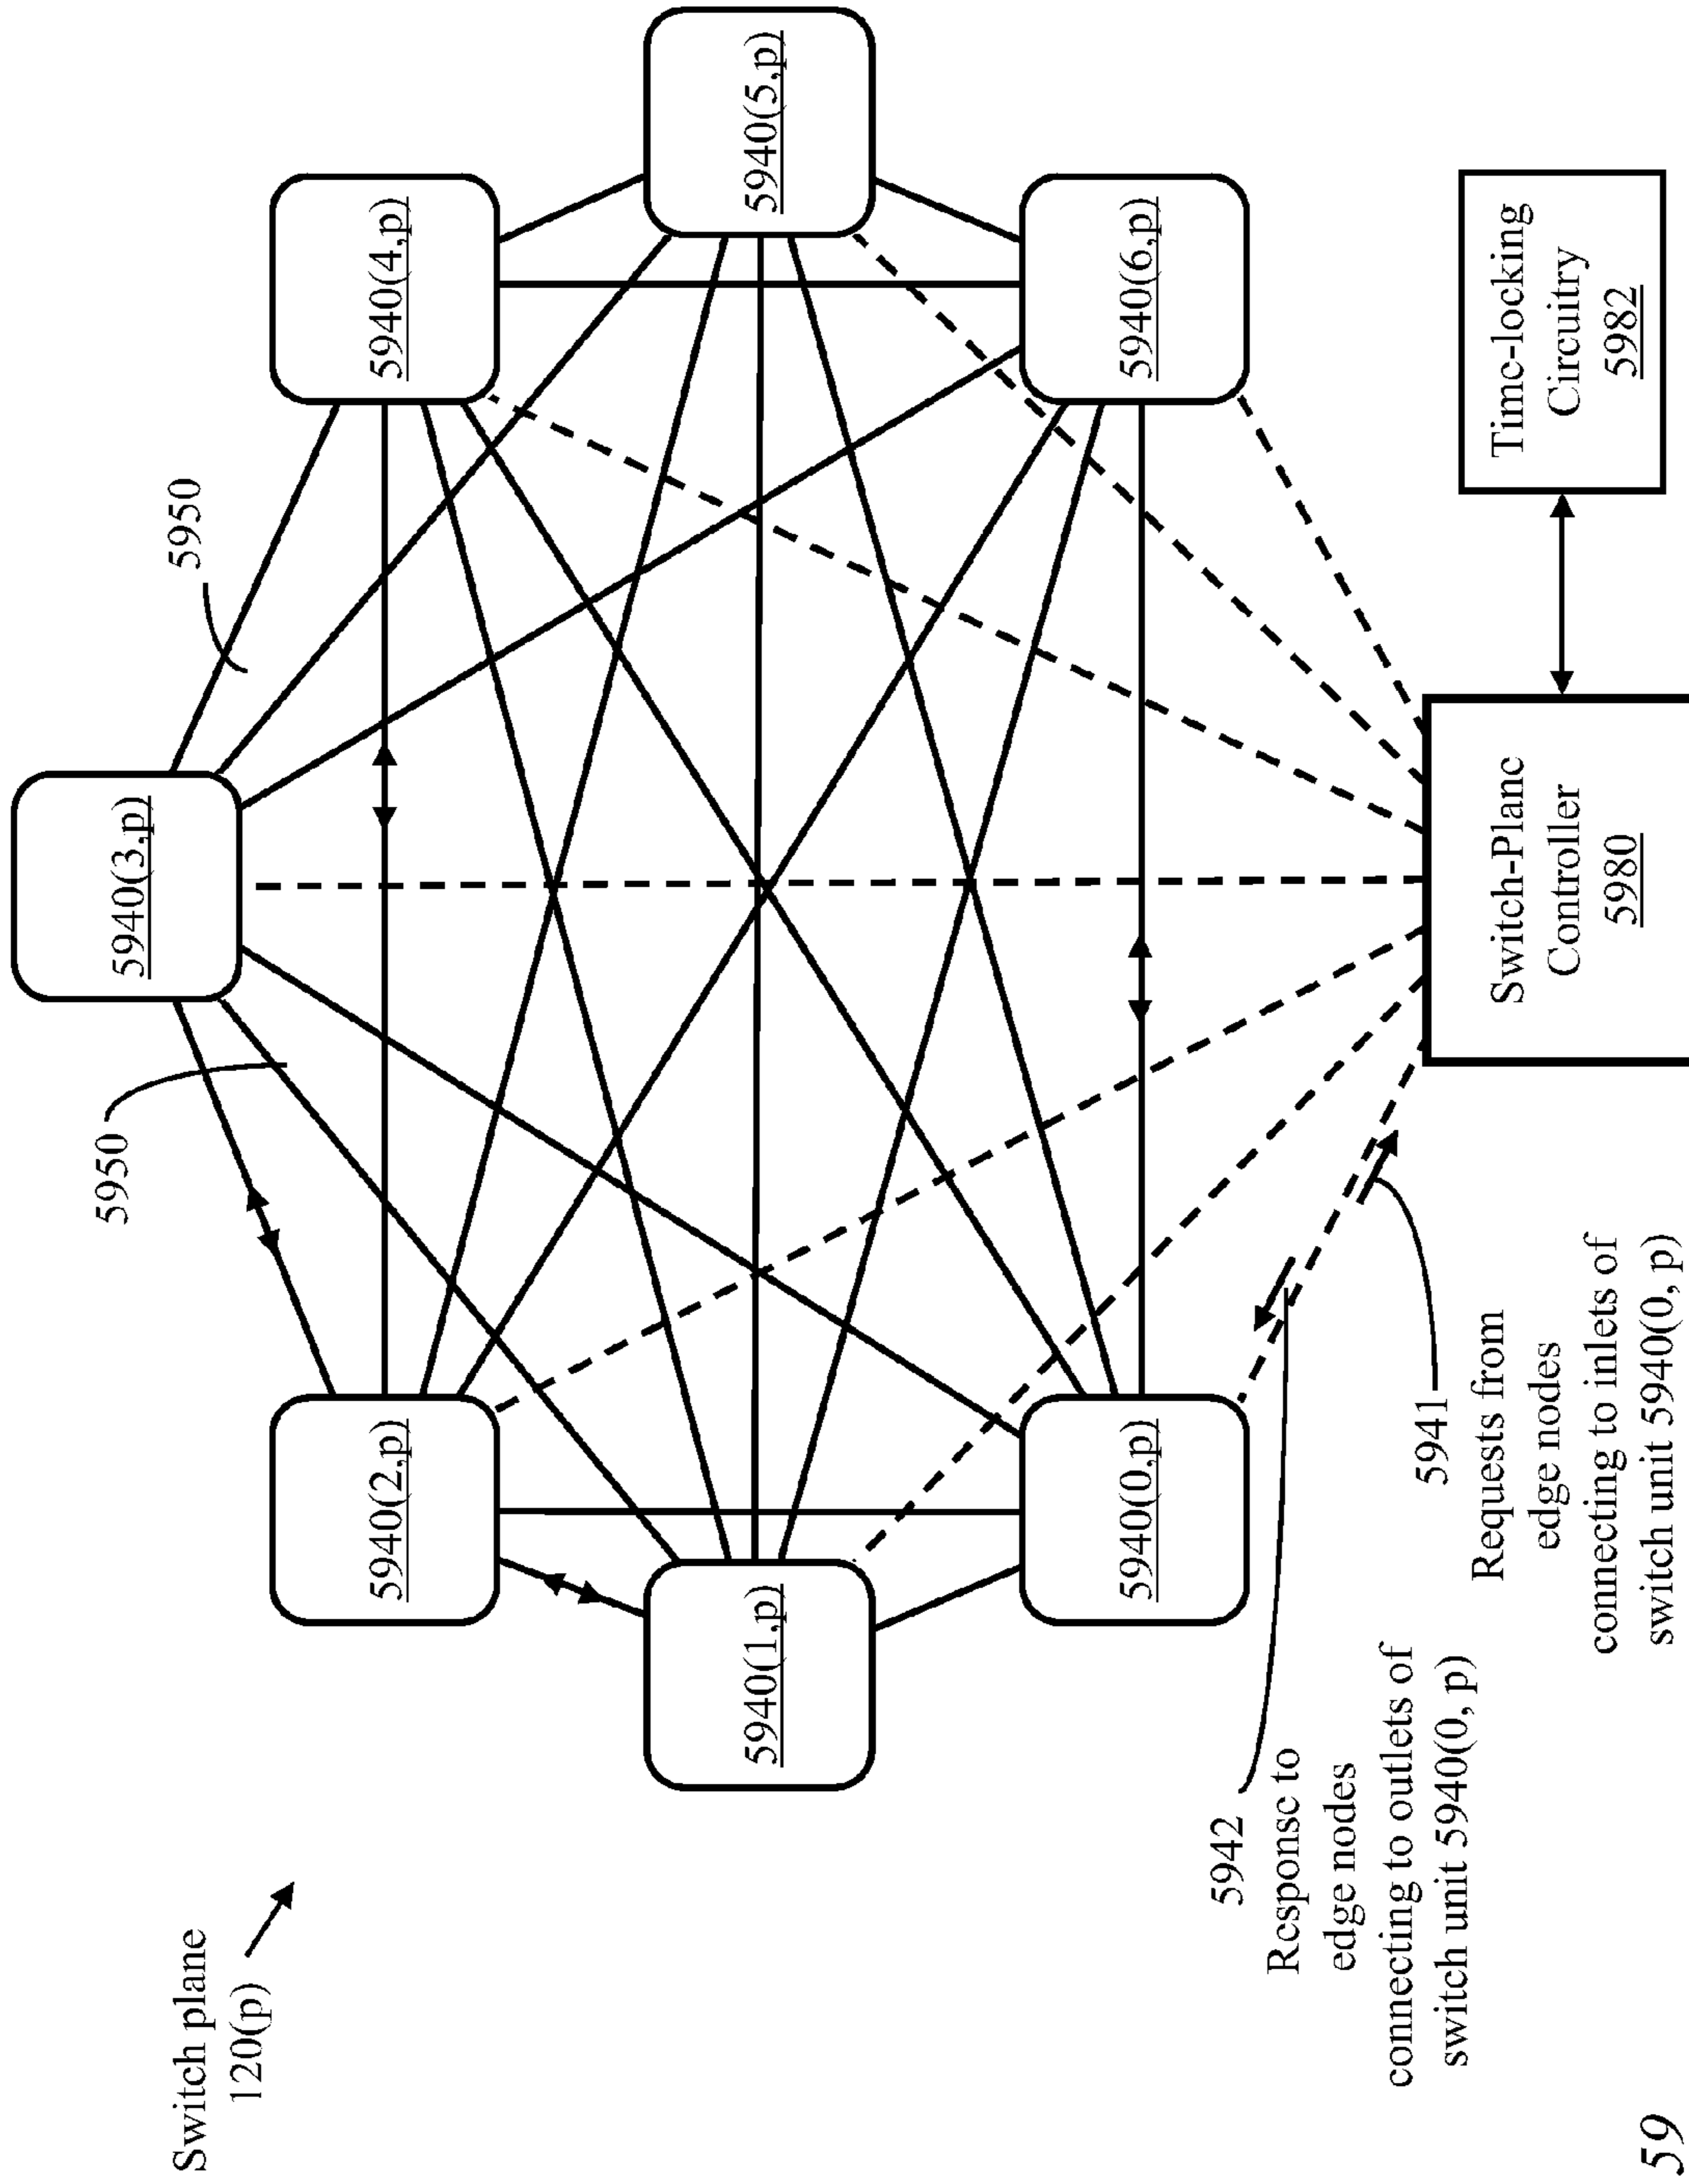 Switch plane
120(p)
5950
5950
5940(3,p)
5940(2,p)
5940(4,p)
5940(1,p)
5940(5,p)
5940(0,p)
5940(6,p)
5942
Response to
edge nodes
connecting to outlets of
switch unit 5940(0, p)
5941
Requests from
edge nodes
connecting to inlets of
switch unit 5940(0, p)
Switch-Plane
Controller
5980
Time-locking
Circuitry
5982
59